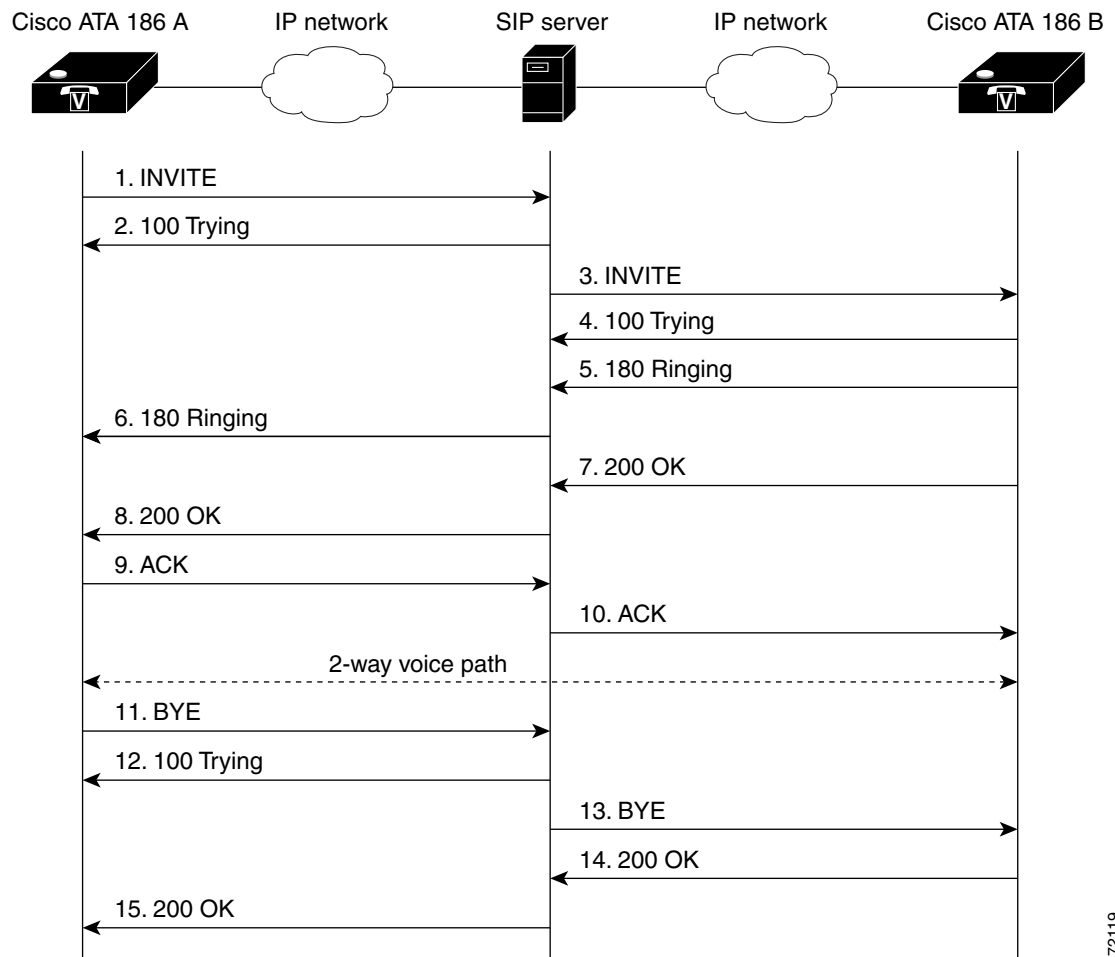 Cisco ATA 186 A
IP network
SIP server
IP network
Cisco ATA 186 B
V
V
1. INVITE
2. 100 Trying
3. INVITE
4. 100 Trying
5. 180 Ringing
6. 180 Ringing
7. 200 OK
8. 200 OK
9. ACK
10. ACK
2-way voice path
11. BYE
12. 100 Trying
13. BYE
14. 200 OK
15. 200 OK
72119